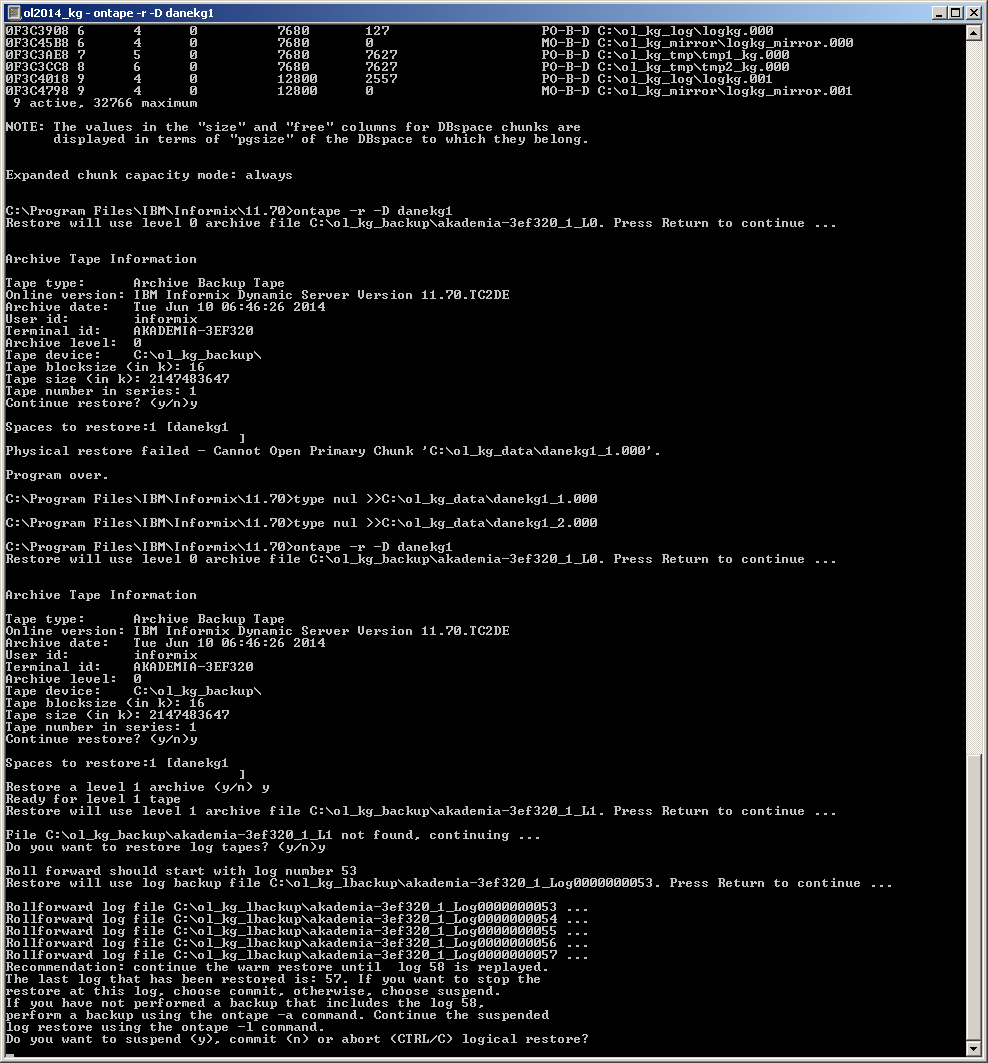 ol2014_kg - ontape -r -D danekg1
0F3C3908 6 4 0 7680 127 PO-B-D C:\ol_kg_log\logkg.000
0F3C45B8 6 4 0 7680 0 MO-B-D C:\ol_kg_mirror\logkg_mirror.000
0F3C3AE8 7 5 0 7680 7627 PO-B-D C:\ol_kg_tmp\tmp1_kg.000
0F3C3CC8 8 6 0 7680 7627 PO-B-D C:\ol_kg_tmp\tmp2_kg.000
0F3C4018 9 4 0 12800 2557 PO-B-D C:\ol_kg_log\logkg.001
0F3C4798 9 4 0 12800 0 MO-B-D C:\ol_kg_mirror\logkg_mirror.001
9 active, 32766 maximum
NOTE: The values in the "size" and "free" columns for DBspace chunks are
displayed in terms of "pgsize" of the DBspace to which they belong.
Expanded chunk capacity mode: always
C:\Program Files\IBM\Informix\11.70>ontape -r -D danekg1
Restore will use level 0 archive file C:\ol_kg_backup\akademia-3ef320_1_L0. Press Return to continue ...
Archive Tape Information
Tape type: Archive Backup Tape
Online version: IBM Informix Dynamic Server Version 11.70.TC2DE
Archive date: Tue Jun 10 06:46:26 2014
User id: informix
Terminal id: AKADEMIA-3EF320
Archive level: 0
Tape device: C:\ol_kg_backup\
Tape blocksize (in k): 16
Tape size (in k): 2147483647
Tape number in series: 1
Continue restore? (y/n)y
Spaces to restore:1 [danekg1
]
Physical restore failed - Cannot Open Primary Chunk 'C:\ol_kg_data\danekg1_1.000'.
Program over.
C:\Program Files\IBM\Informix\11.70>type nul >>C:\ol_kg_data\danekg1_1.000
C:\Program Files\IBM\Informix\11.70>type nul >>C:\ol_kg_data\danekg1_2.000
C:\Program Files\IBM\Informix\11.70>ontape -r -D danekg1
Restore will use level 0 archive file C:\ol_kg_backup\akademia-3ef320_1_L0. Press Return to continue ...
Archive Tape Information
Tape type: Archive Backup Tape
Online version: IBM Informix Dynamic Server Version 11.70.TC2DE
Archive date: Tue Jun 10 06:46:26 2014
User id: informix
Terminal id: AKADEMIA-3EF320
Archive level: 0
Tape device: C:\ol_kg_backup\
Tape blocksize (in k): 16
Tape size (in k): 2147483647
Tape number in series: 1
Continue restore? (y/n)y
Spaces to restore:1 [danekg1
]
Restore a level 1 archive (y/n) y
Ready for level 1 tape
Restore will use level 1 archive file C:\ol_kg_backup\akademia-3ef320_1_L1. Press Return to continue ...
File C:\ol_kg_backup\akademia-3ef320_1_L1 not found, continuing ...
Do you want to restore log tapes? (y/n)y
Roll forward should start with log number 53
Restore will use log backup file C:\ol_kg_lbackup\akademia-3ef320_1_Log0000000053. Press Return to continue ...
Rollforward log file C:\ol_kg_lbackup\akademia-3ef320_1_Log0000000053 ...
Rollforward log file C:\ol_kg_lbackup\akademia-3ef320_1_Log0000000054 ...
Rollforward log file C:\ol_kg_lbackup\akademia-3ef320_1_Log0000000055 ...
Rollforward log file C:\ol_kg_lbackup\akademia-3ef320_1_Log0000000056 ...
Rollforward log file C:\ol_kg_lbackup\akademia-3ef320_1_Log0000000057 ...
Recommendation: continue the warm restore until  log 58 is replayed.
The last log that has been restored is: 57. If you want to stop the
restore at this log, choose commit, otherwise, choose suspend.
If you have not performed a backup that includes the log 58,
perform a backup using the ontape -a command. Continue the suspended
log restore using the ontape -l command.
Do you want to suspend (y), commit (n) or abort (CTRL/C) logical restore?